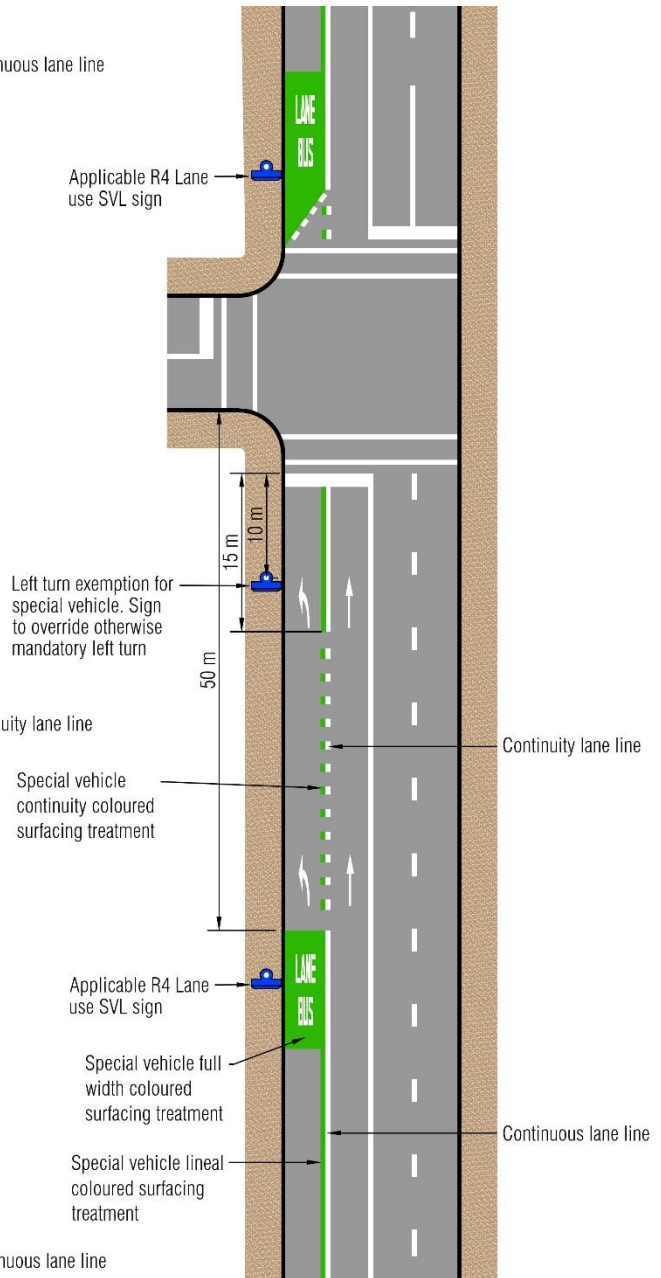 nuous lane line
LANE
BUS
Applicable R4 Lane
use SVL sign
15 m
10 m
Left turn exemption for
special vehicle. Sign
to override otherwise
mandatory left turn
50 m
uity lane line
Continuity lane line
Special vehicle
continuity coloured
surfacing treatment
LANE
BUS
Applicable R4 Lane
use SVL sign
Special vehicle full
width coloured
surfacing treatment
Continuous lane line
Special vehicle lineal
coloured surfacing
treatment
nuous lane line